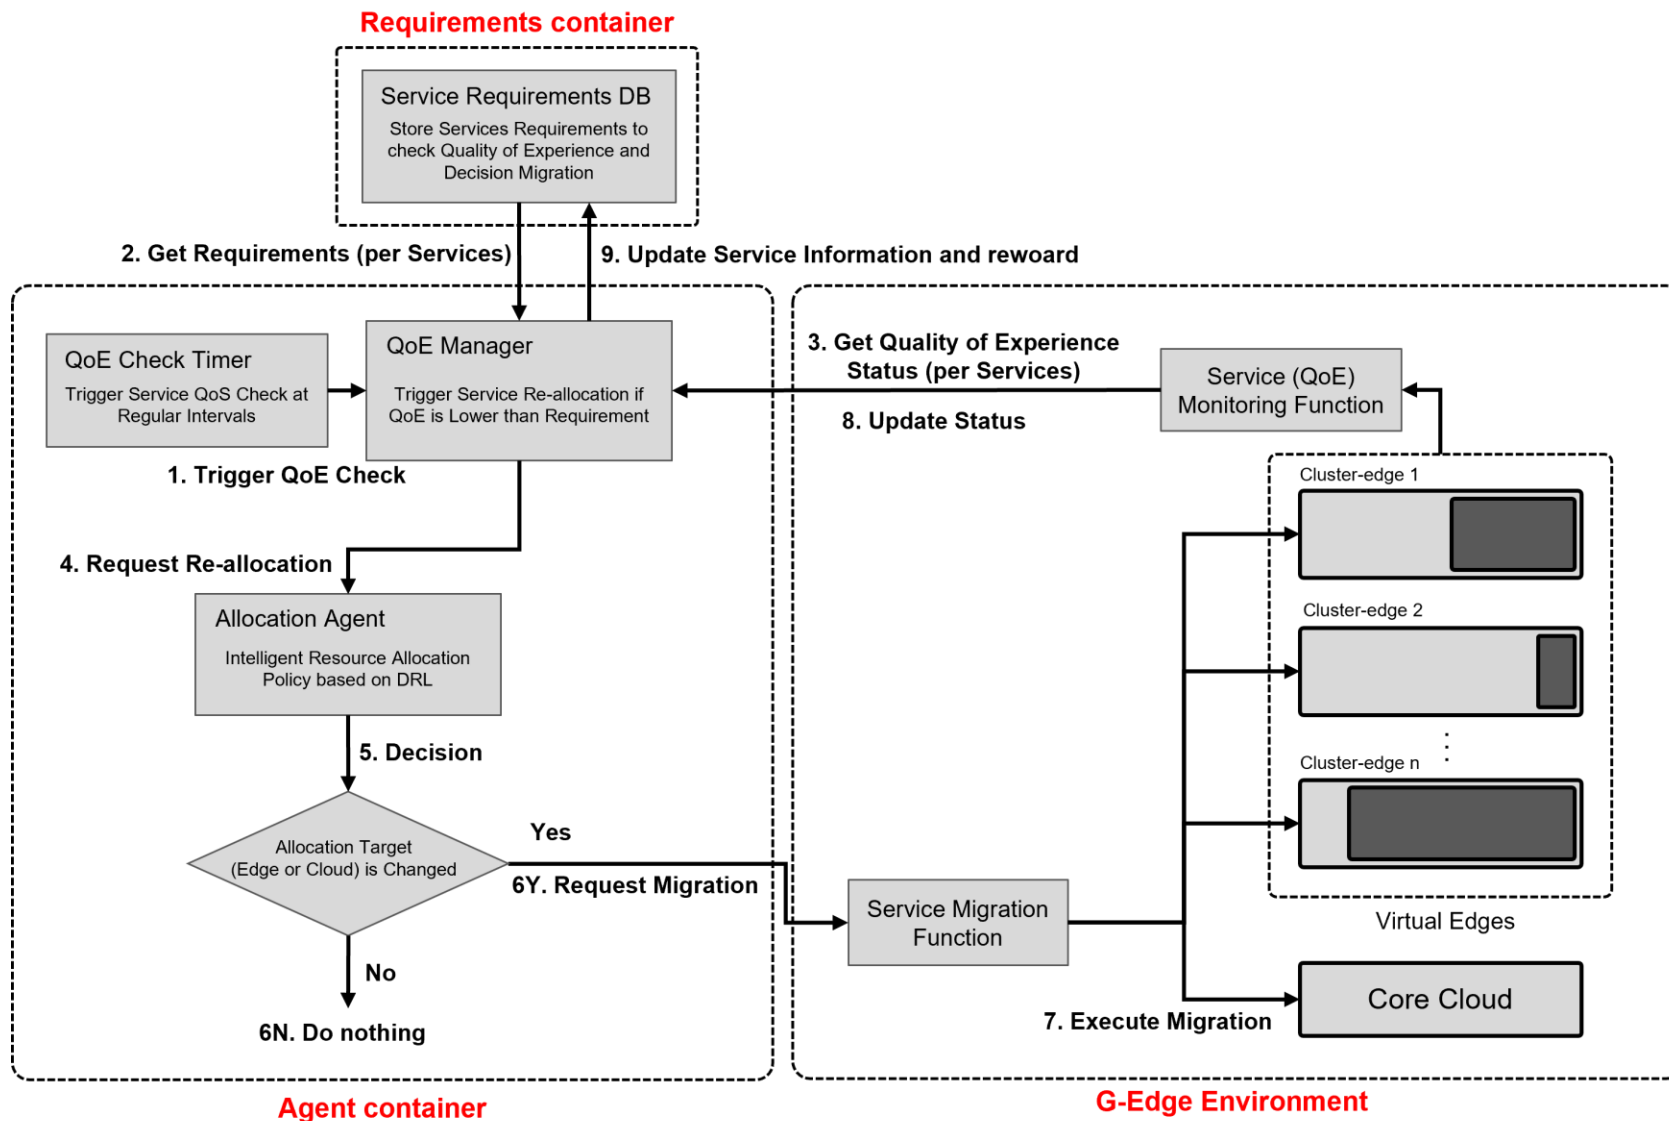 Requirements container
Service Requirements DB
Store Services Requirements to
check Quality of Experience and
Decision Migration
2. Get Requirements (per Services)
9. Update Service Information and rewoard
QoE Check Timer
Trigger Service QoS Check at
Regular Intervals
QoE Manager
Trigger Service Re-allocation if
QoE is Lower than Requirement
1. Trigger QoE Check
3. Get Quality of Experience
Status (per Services)
8. Update Status
Service (QoE)
Monitoring Function
4. Request Re-allocation
Allocation Agent
Intelligent Resource Allocation
Policy based on DRL
5. Decision
Allocation Target
(Edge or Cloud) is Changed
Yes
6Y. Request Migration
No
6N. Do nothing
Service Migration
Function
Cluster-edge 1
Cluster-edge 2
Cluster-edge n
Virtual Edges
Core Cloud
7. Execute Migration
Agent container
G-Edge Environment